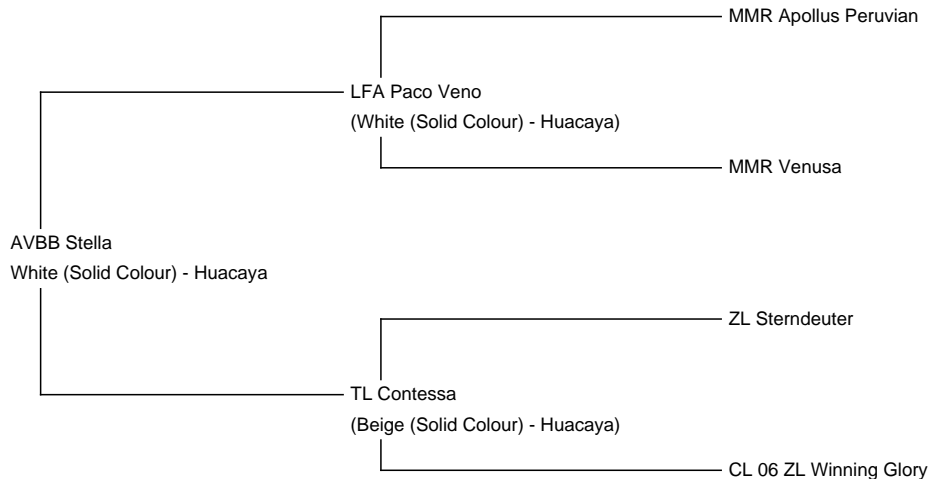 MMR Apollus Peruvian
LFA Paco Veno
(White (Solid Colour) - Huacaya)
MMR Venusa
AVBB Stella
White (Solid Colour) - Huacaya
ZL Sterndeuter
TL Contessa
(Beige (Solid Colour) - Huacaya)
CL 06 ZL Winning Glory